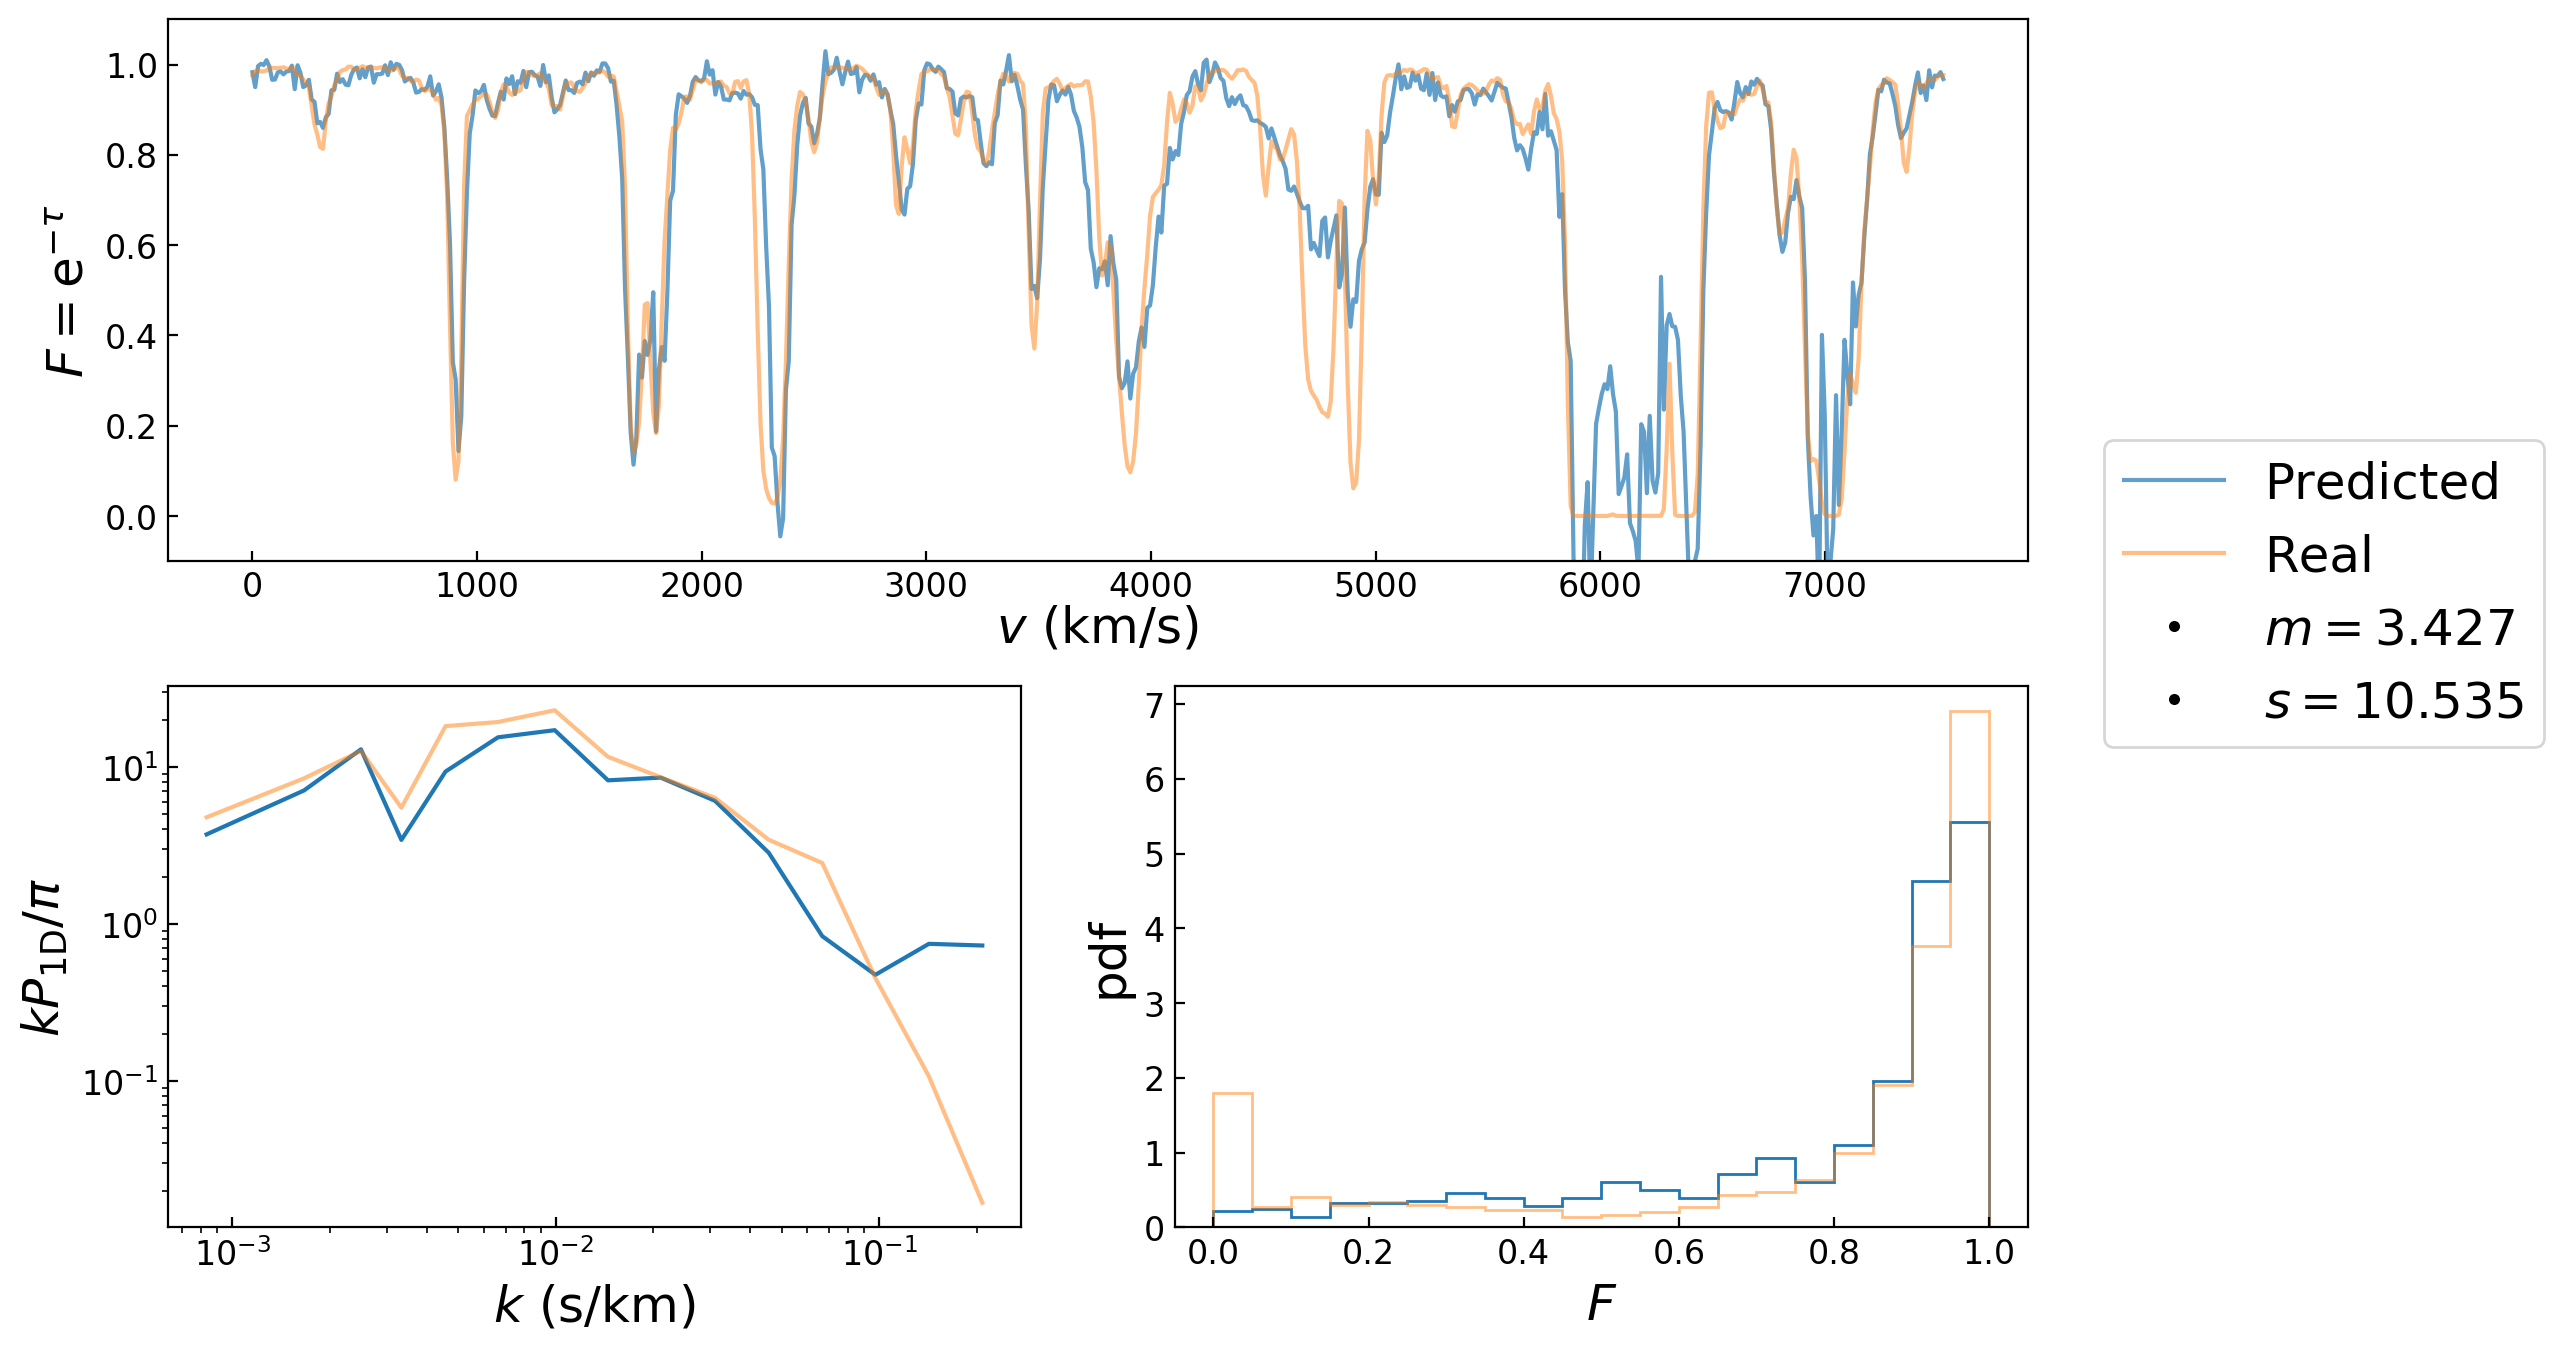 F = e^{−τ}
1.0
0.8
0.6
0.4
0.2
0.0
0 1000 2000 3000 4000 5000 6000 7000
v (km/s)
Predicted
Real
m = 3.427
s = 10.535
kP_{1D}/π
10^1
10^0
10^{−1}
10^{−3} 10^{−2} 10^{−1}
k (s/km)
pdf
7
6
5
4
3
2
1
0
0.0 0.2 0.4 0.6 0.8 1.0
F